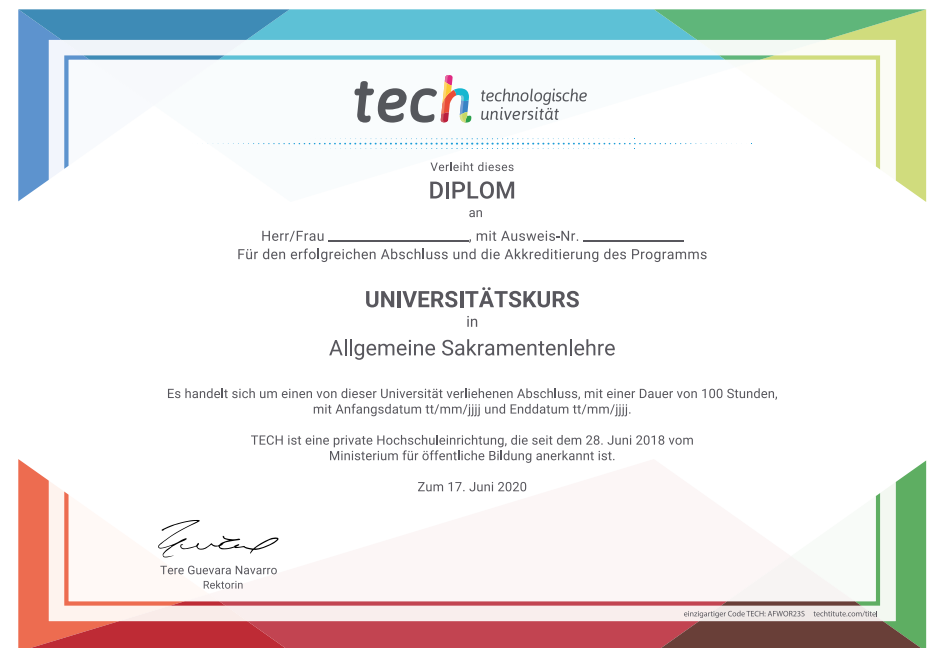 tech technologische
universität
Verleiht dieses
DIPLOM
an
Herr/Frau ____________________, mit Ausweis-Nr. ______________
Für den erfolgreichen Abschluss und die Akkreditierung des Programms
UNIVERSITÄTSKURS
in
Allgemeine Sakramentenlehre
Es handelt sich um einen von dieser Universität verliehenen Abschluss, mit einer Dauer von 100 Stunden,
mit Anfangsdatum tt/mm/jjjj und Enddatum tt/mm/jjjj.
TECH ist eine private Hochschuleinrichtung, die seit dem 28. Juni 2018 vom
Ministerium für öffentliche Bildung anerkannt ist.
Zum 17. Juni 2020
Tere Guevara Navarro
Rektorin
einzigartiger Code TECH: AFWOR23S techtitute.com/titel